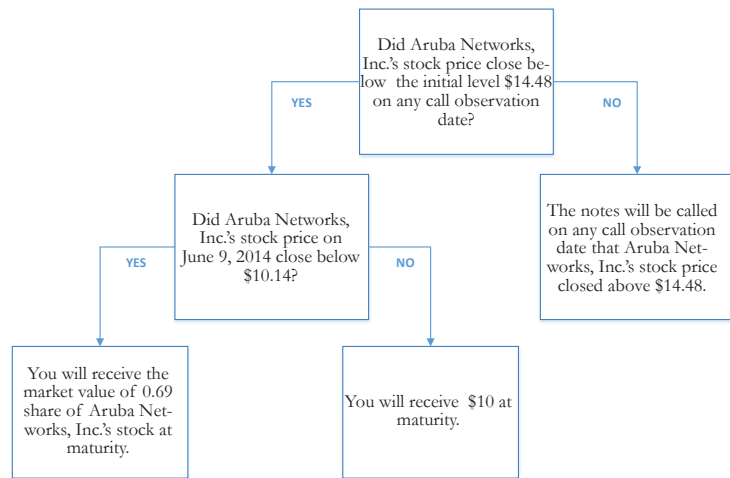 Did Aruba Networks,
Inc.'s stock price close be-
low the initial level $14.48
on any call observation
date?
YES
NO
Did Aruba Networks,
Inc.'s stock price on
June 9, 2014 close below
$10.14?
The notes will be called
on any call observation
date that Aruba Net-
works, Inc.'s stock price
closed above $14.48.
YES
NO
You will receive the
market value of 0.69
share of Aruba Net-
works, Inc.'s stock at
maturity.
You will receive $10 at
maturity.